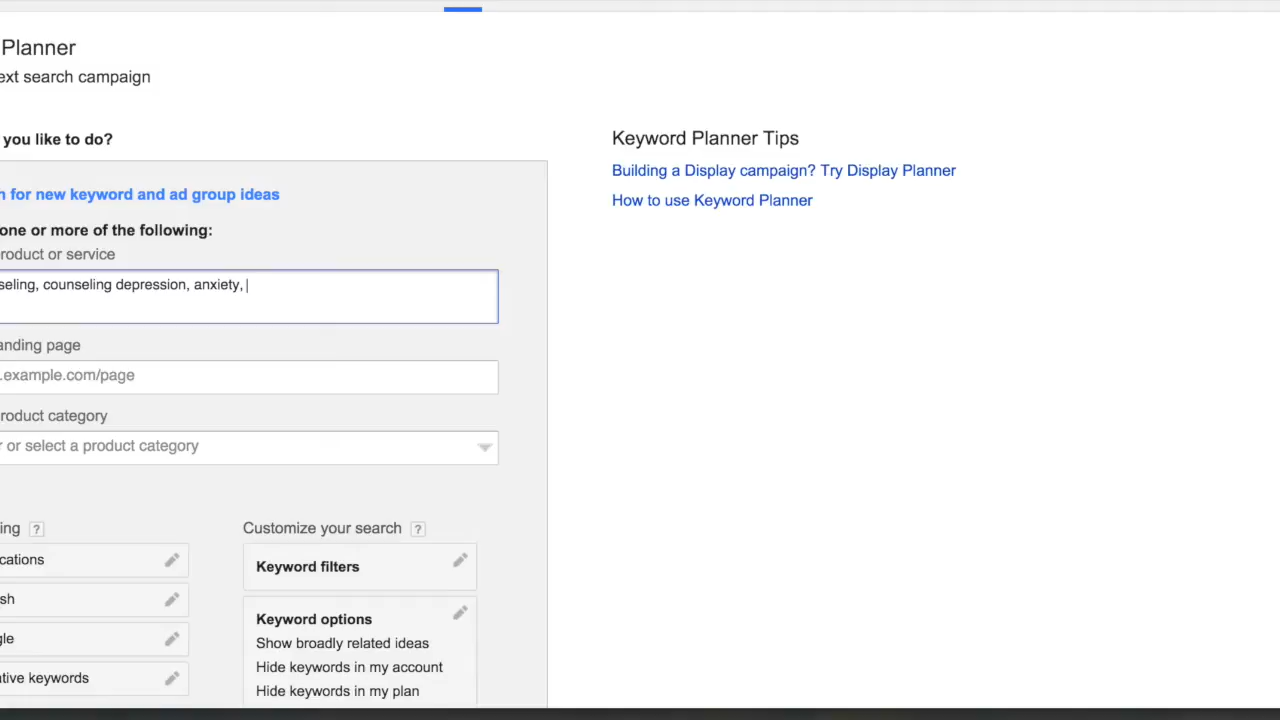 Planner
ext search campaign
you like to do?
n for new keyword and ad group ideas
one or more of the following:
roduct or service
seling, counseling depression, anxiety,
anding page
.example.com/page
roduct category
r or select a product category
ing ?
cations
sh
gle
ative keywords
Customize your search ?
Keyword filters
Keyword options
Show broadly related ideas
Hide keywords in my account
Hide keywords in my plan
Keyword Planner Tips
Building a Display campaign? Try Display Planner
How to use Keyword Planner